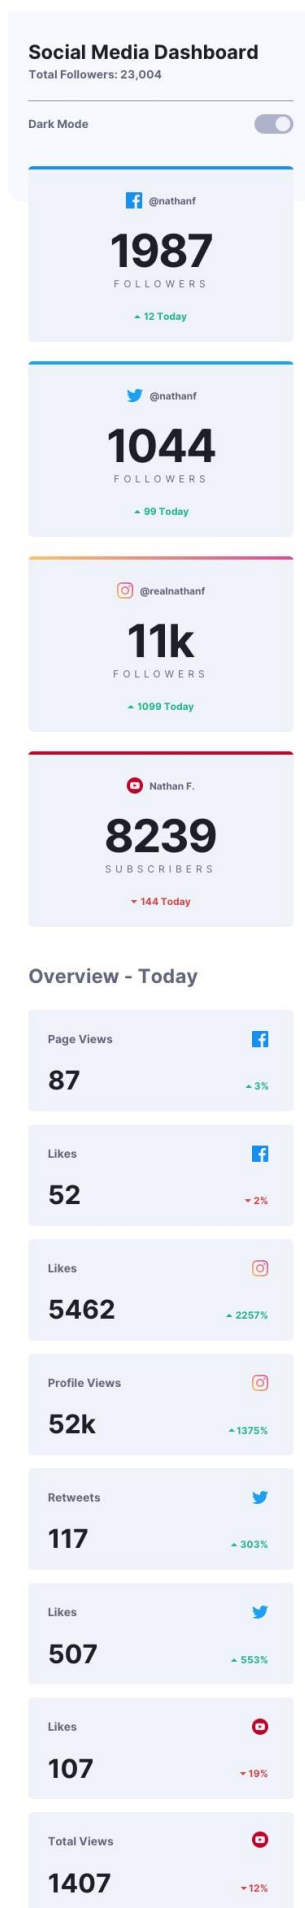 Social Media Dashboard
Total Followers: 23,004
Dark Mode
@nathanf
1987
FOLLOWERS
12 Today
@nathanf
1044
FOLLOWERS
99 Today
@realnathanf
11k
FOLLOWERS
1099 Today
Nathan F.
8239
SUBSCRIBERS
144 Today
Overview - Today
Page Views
87
3%
Likes
52
2%
Likes
5462
2257%
Profile Views
52k
1375%
Retweets
117
303%
Likes
507
553%
Likes
107
19%
Total Views
1407
12%